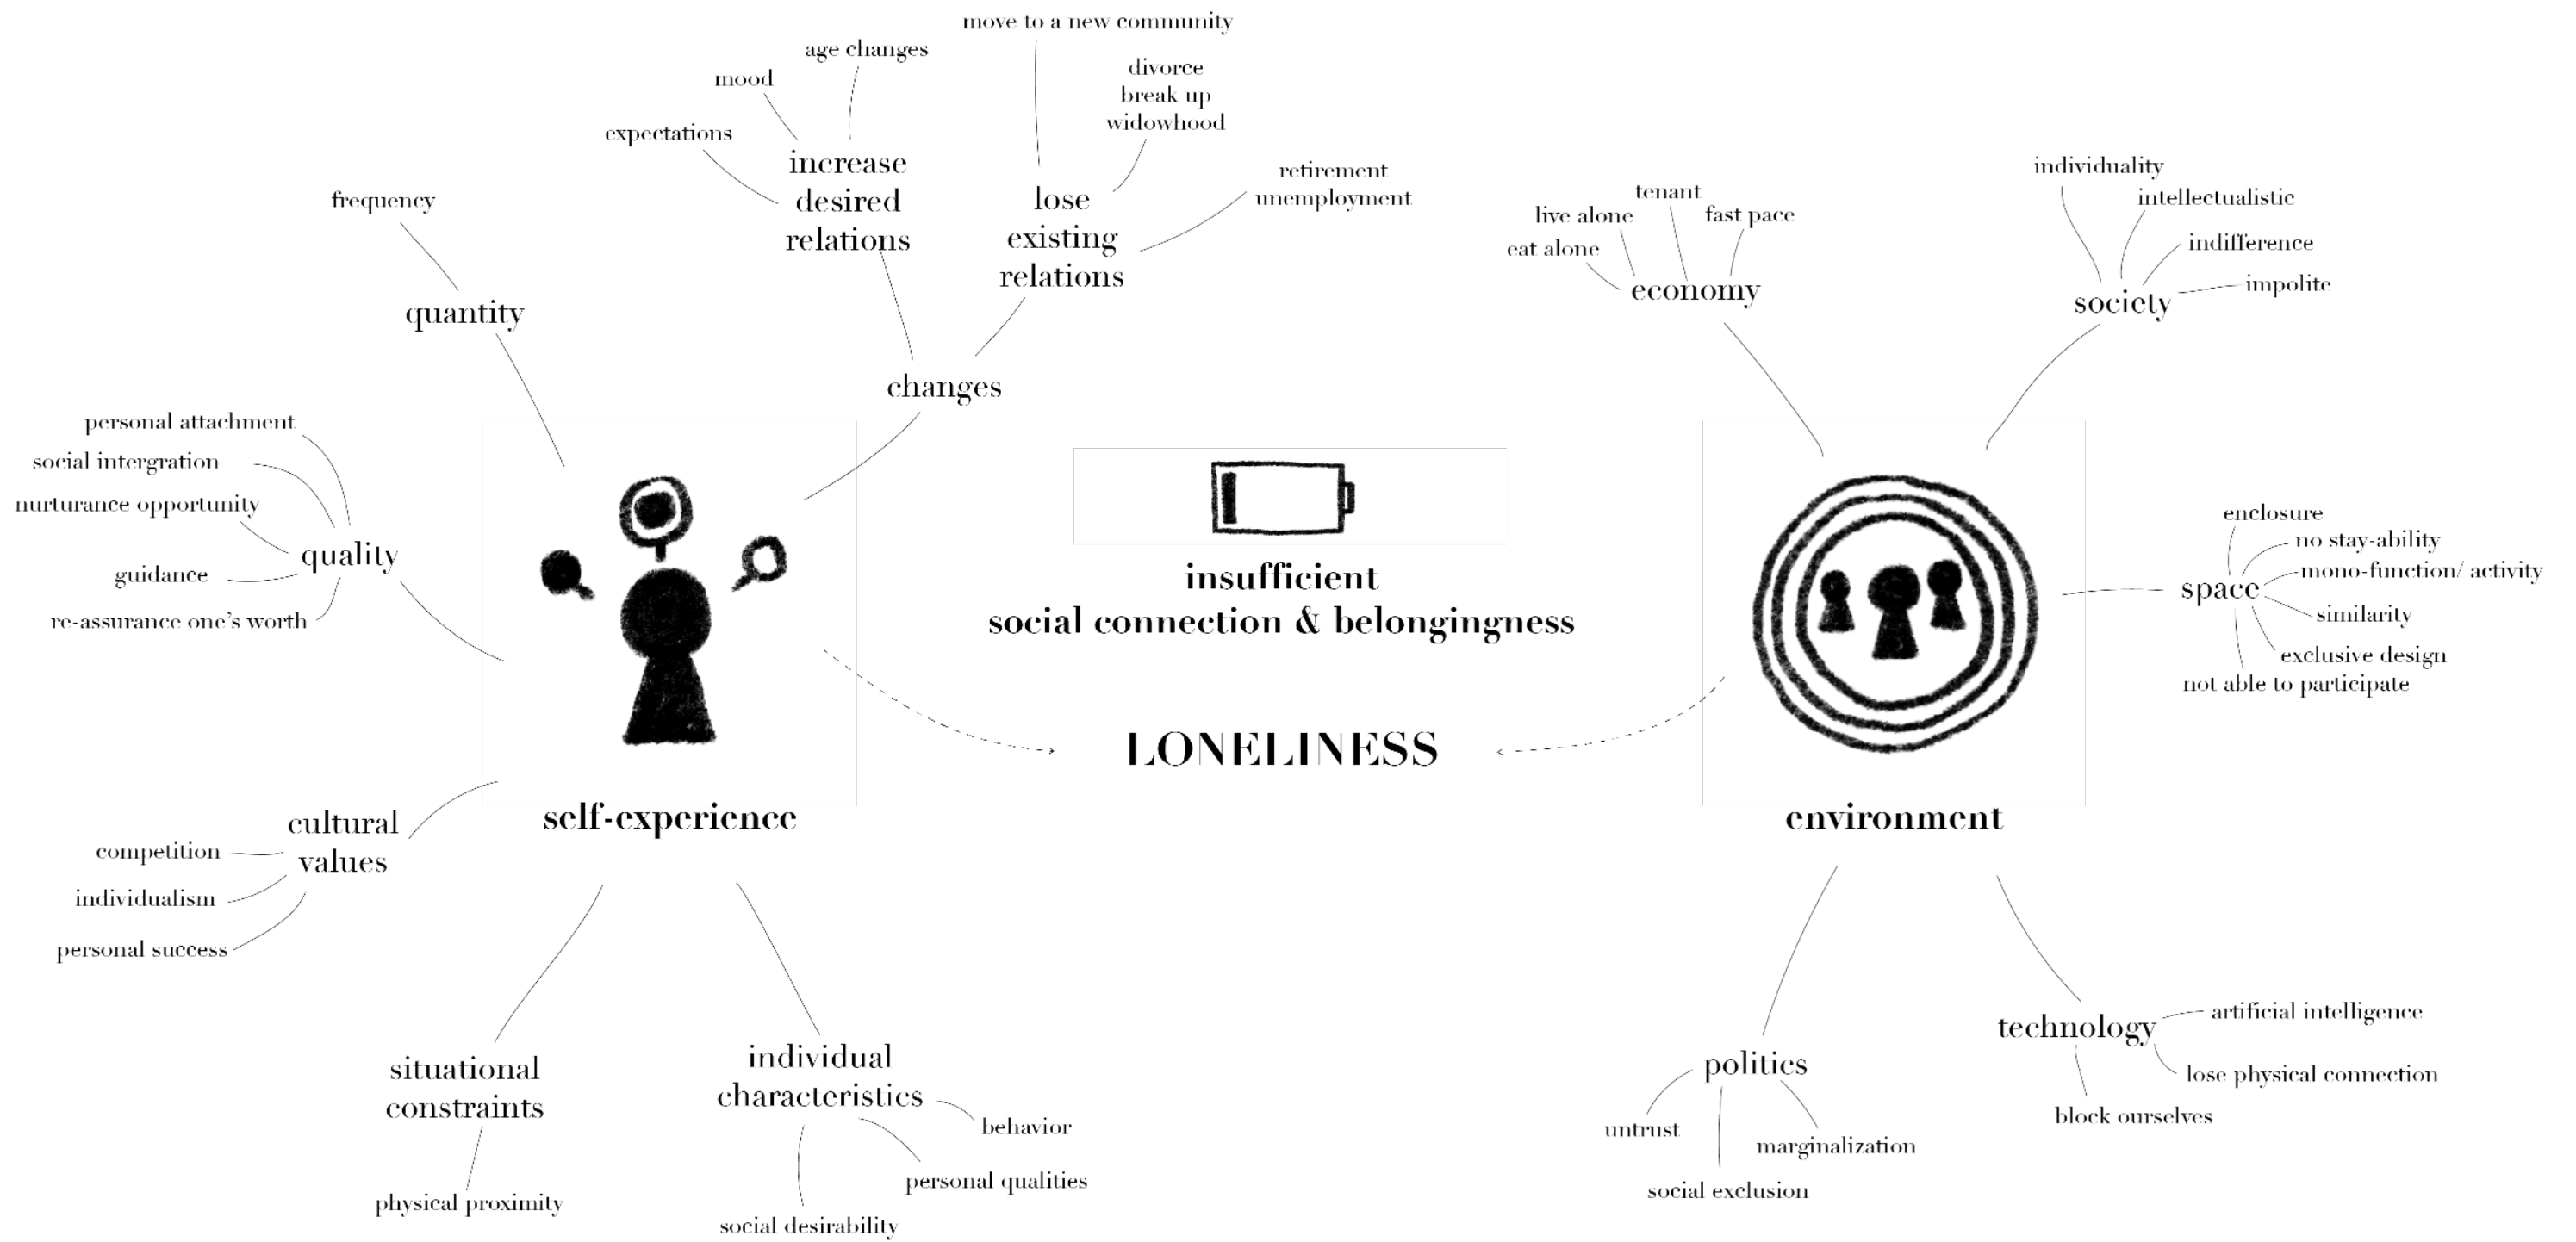 move to a new community
age changes
mood
divorce
break up
widowhood
expectations
increase
desired
relations
lose
existing
relations
retirement
unemployment
frequency
quantity
changes
personal attachment
social intergration
nurturance opportunity
quality
guidance
re-assurance one's worth
cultural
values
competition
individualism
personal success
self-experience
situational
constraints
physical proximity
individual
characteristics
behavior
personal qualities
social desirability
insufficient
social connection & belongingness
LONELINESS
tenant
live alone
fast pace
eat alone
economy
individuality
intellectualistic
indifference
impolite
society
enclosure
no stay-ability
mono-function/ activity
space
similarity
exclusive design
not able to participate
environment
politics
untrust
marginalization
social exclusion
technology
artificial intelligence
lose physical connection
block ourselves